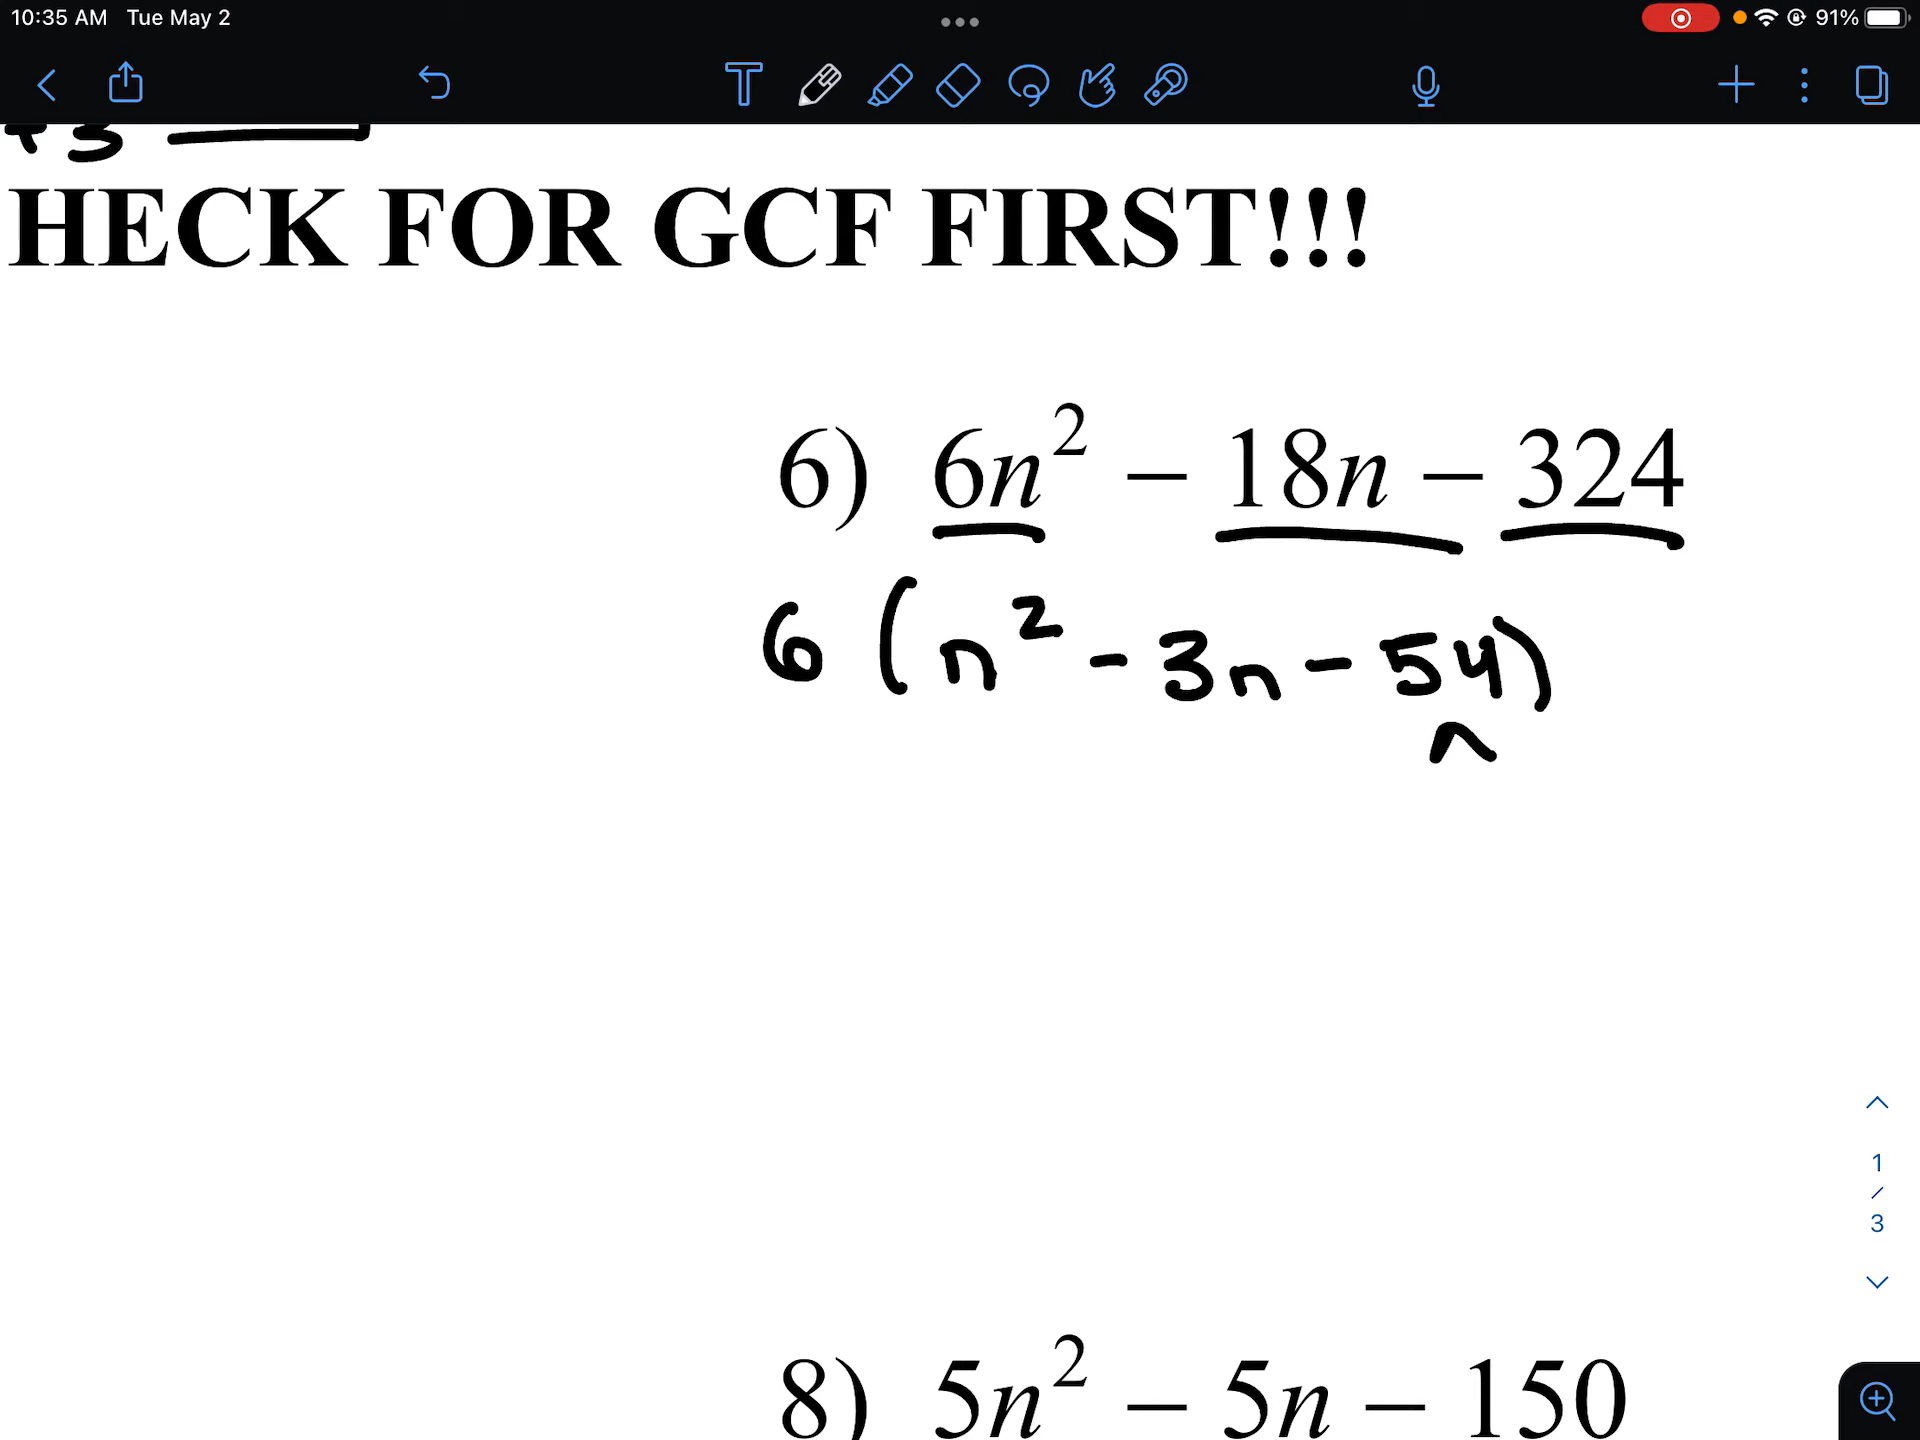 10:35 AM Tue May 2
91%
+3
HECK FOR GCF FIRST!!!
6) 6n² – 18n – 324
6 (n² - 3n - 54)
1
/
3
8) 5n² – 5n – 150